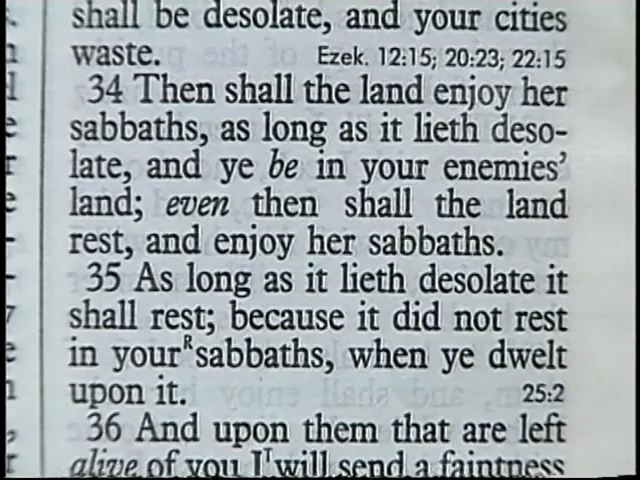 shall be desolate, and your cities
waste. Ezek. 12:15; 20:23; 22:15
34 Then shall the land enjoy her
sabbaths, as long as it lieth deso-
late, and ye be in your enemies'
land; even then shall the land
rest, and enjoy her sabbaths.
35 As long as it lieth desolate it
shall rest; because it did not rest
in your R sabbaths, when ye dwelt
upon it. 25:2
36 And upon them that are left
alive of you I T will send a faintness